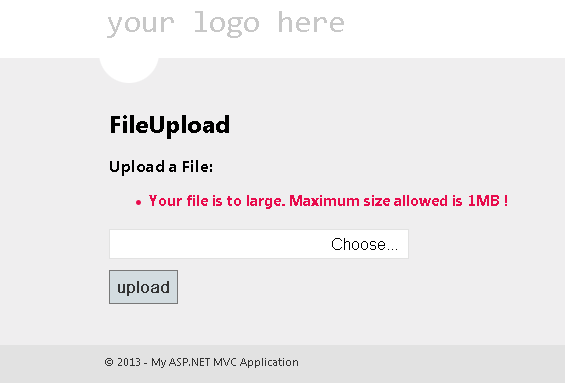 your logo here
FileUpload
Upload a File:
• Your file is to large. Maximum size allowed is 1MB !
Choose...
upload
© 2013 - My ASP.NET MVC Application